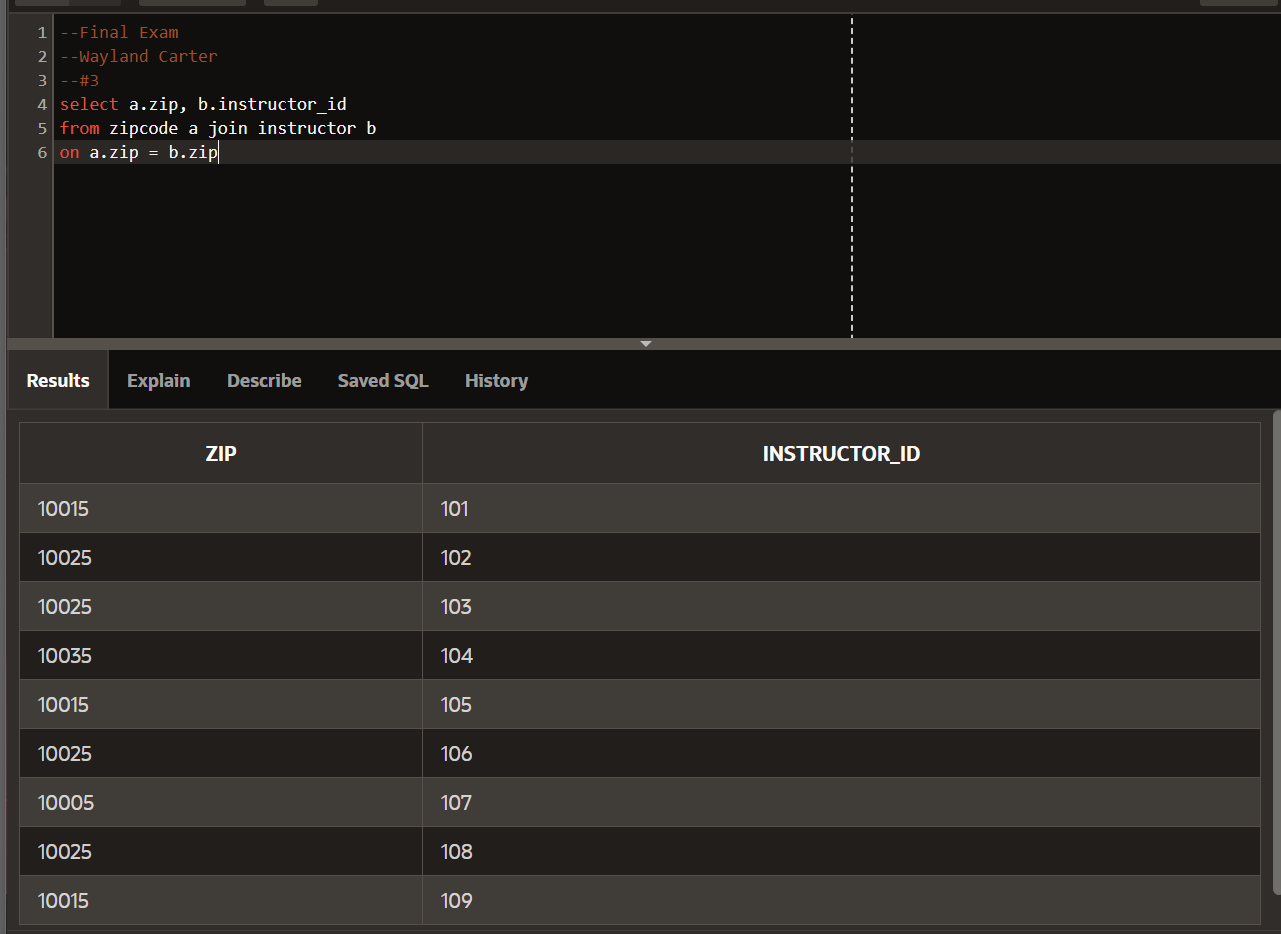 1 --Final Exam
2 --Wayland Carter
3 --#3
4 select a.zip, b.instructor_id
5 from zipcode a join instructor b
6 on a.zip = b.zip
Results Explain Describe Saved SQL History
ZIP INSTRUCTOR_ID
10015 101
10025 102
10025 103
10035 104
10015 105
10025 106
10005 107
10025 108
10015 109